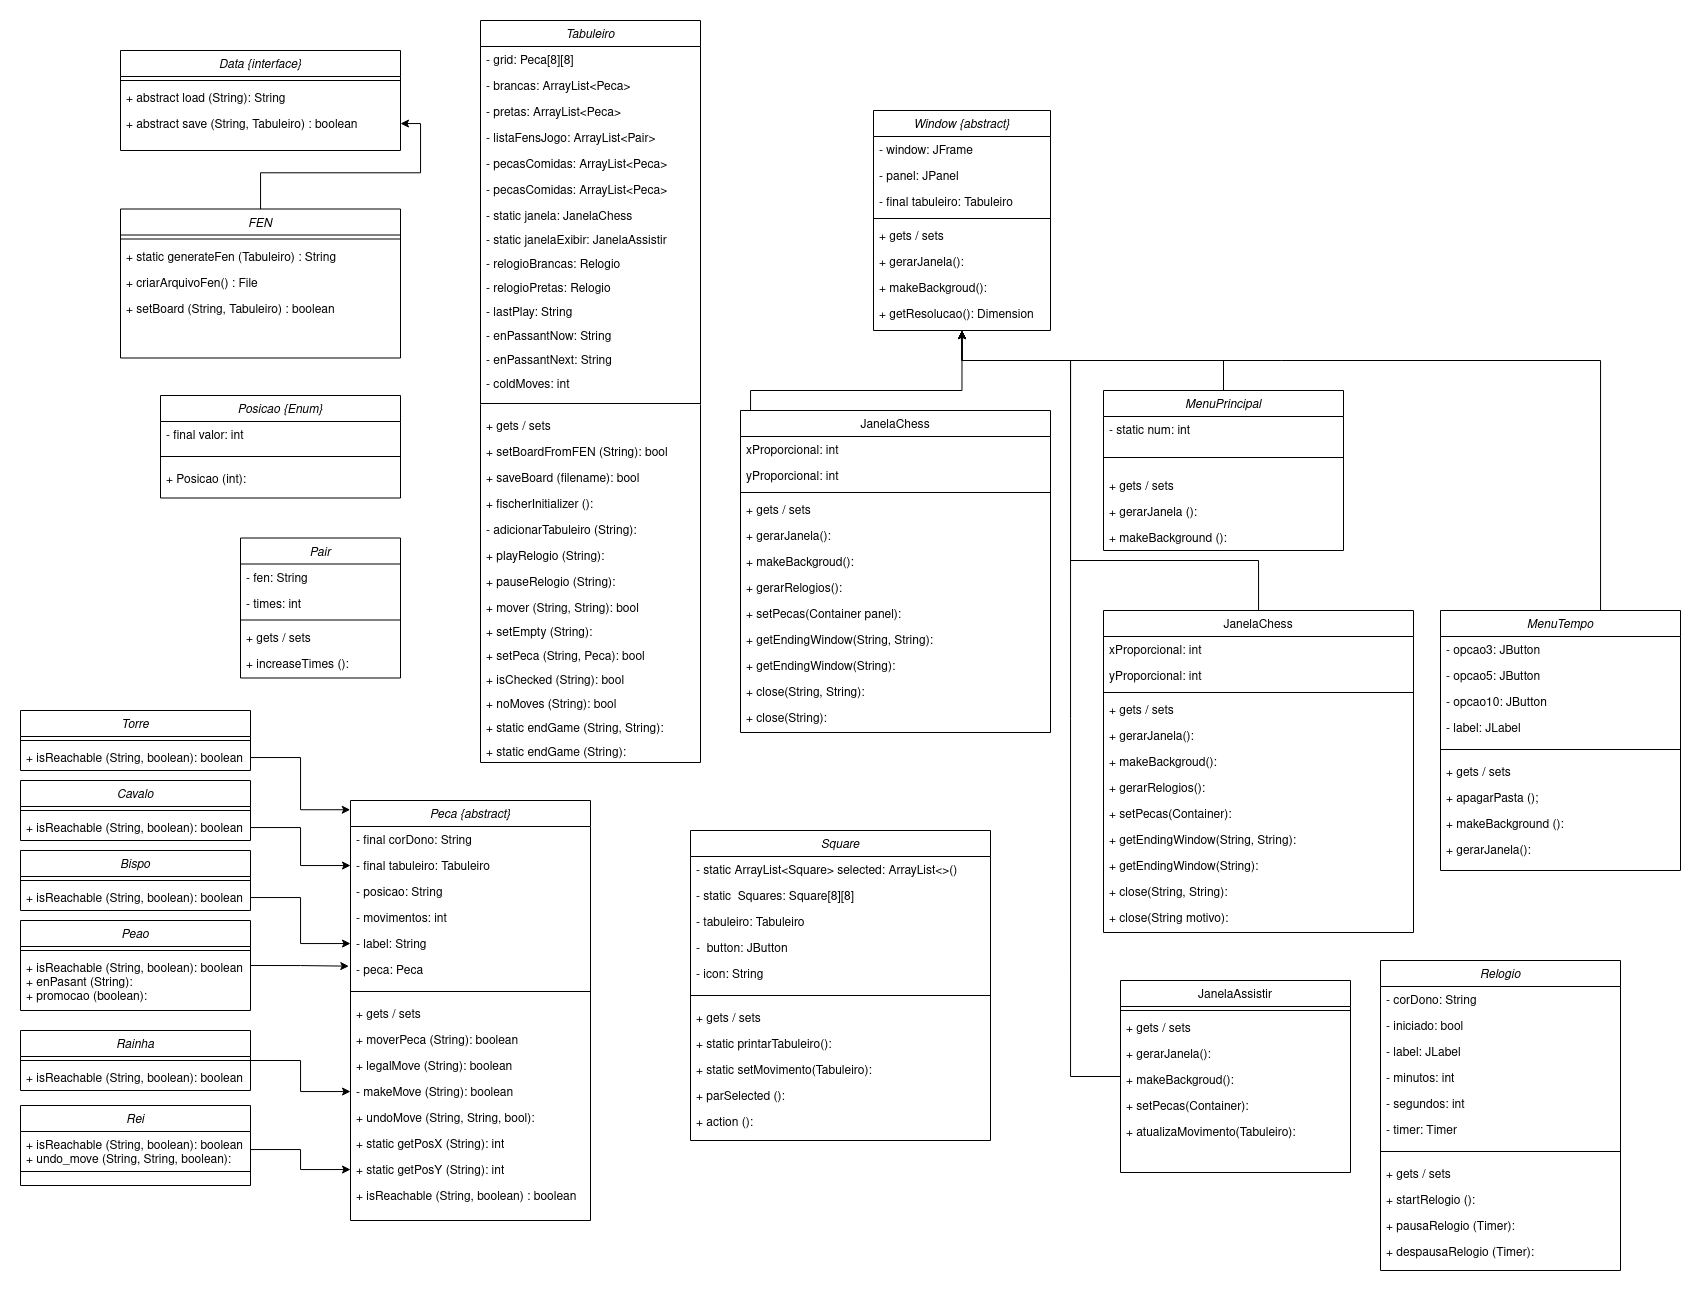 Data {interface}
+ abstract load (String): String
+ abstract save (String, Tabuleiro) : boolean
FEN
+ static generateFen (Tabuleiro) : String
+ criarArquivoFen() : File
+ setBoard (String, Tabuleiro) : boolean
Posicao {Enum}
- final valor: int
+ Posicao (int):
Pair
- fen: String
- times: int
+ gets / sets
+ increaseTimes ():
Torre
+ isReachable (String, boolean): boolean
Cavalo
+ isReachable (String, boolean): boolean
Bispo
+ isReachable (String, boolean): boolean
Peao
+ isReachable (String, boolean): boolean
+ enPasant (String):
+ promocao (boolean):
Rainha
+ isReachable (String, boolean): boolean
Rei
+ isReachable (String, boolean): boolean
+ undo_move (String, String, boolean):
Peca {abstract}
- final corDono: String
- final tabuleiro: Tabuleiro
- posicao: String
- movimentos: int
- label: String
- peca: Peca
+ gets / sets
+ moverPeca (String): boolean
+ legalMove (String): boolean
- makeMove (String): boolean
+ undoMove (String, String, bool):
+ static getPosX (String): int
+ static getPosY (String): int
+ isReachable (String, boolean) : boolean
Tabuleiro
- grid: Peca[8][8]
- brancas: ArrayList<Peca>
- pretas: ArrayList<Peca>
- listaFensJogo: ArrayList<Pair>
- pecasComidas: ArrayList<Peca>
- pecasComidas: ArrayList<Peca>
- static janela: JanelaChess
- static janelaExibir: JanelaAssistir
- relogioBrancas: Relogio
- relogioPretas: Relogio
- lastPlay: String
- enPassantNow: String
- enPassantNext: String
- coldMoves: int
+ gets / sets
+ setBoardFromFEN (String): bool
+ saveBoard (filename): bool
+ fischerInitializer ():
- adicionarTabuleiro (String):
+ playRelogio (String):
+ pauseRelogio (String):
+ mover (String, String): bool
+ setEmpty (String):
+ setPeca (String, Peca): bool
+ isChecked (String): bool
+ noMoves (String): bool
+ static endGame (String, String):
+ static endGame (String):
Square
- static ArrayList<Square> selected: ArrayList<>()
- static  Squares: Square[8][8]
- tabuleiro: Tabuleiro
-  button: JButton
- icon: String
+ gets / sets
+ static printarTabuleiro():
+ static setMovimento(Tabuleiro):
+ parSelected ():
+ action ():
Window {abstract}
- window: JFrame
- panel: JPanel
- final tabuleiro: Tabuleiro
+ gets / sets
+ gerarJanela():
+ makeBackgroud():
+ getResolucao(): Dimension
JanelaChess
xProporcional: int
yProporcional: int
+ gets / sets
+ gerarJanela():
+ makeBackgroud():
+ gerarRelogios():
+ setPecas(Container panel):
+ getEndingWindow(String, String):
+ getEndingWindow(String):
+ close(String, String):
+ close(String):
MenuPrincipal
- static num: int
+ gets / sets
+ gerarJanela ():
+ makeBackground ():
JanelaChess
xProporcional: int
yProporcional: int
+ gets / sets
+ gerarJanela():
+ makeBackgroud():
+ gerarRelogios():
+ setPecas(Container):
+ getEndingWindow(String, String):
+ getEndingWindow(String):
+ close(String, String):
+ close(String motivo):
MenuTempo
- opcao3: JButton
- opcao5: JButton
- opcao10: JButton
- label: JLabel
+ gets / sets
+ apagarPasta ();
+ makeBackground ():
+ gerarJanela():
JanelaAssistir
+ gets / sets
+ gerarJanela():
+ makeBackgroud():
+ setPecas(Container):
+ atualizaMovimento(Tabuleiro):
Relogio
- corDono: String
- iniciado: bool
- label: JLabel
- minutos: int
- segundos: int
- timer: Timer
+ gets / sets
+ startRelogio ():
+ pausaRelogio (Timer):
+ despausaRelogio (Timer):